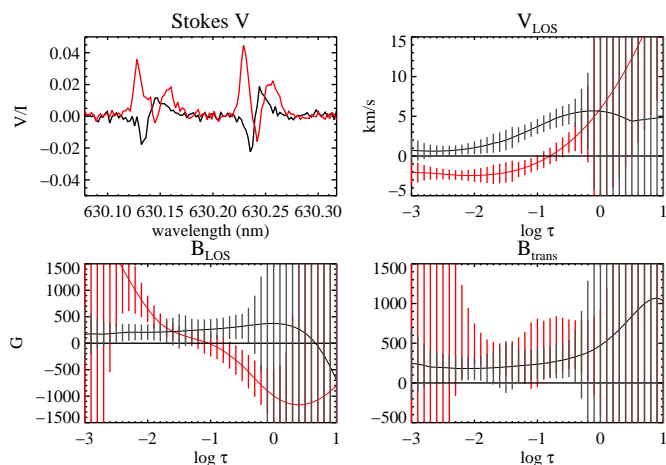 Stokes V
V/I
0.04
0.02
0.00
−0.02
−0.04
630.10 630.15 630.20 630.25 630.30
wavelength (nm)
V_LOS
km/s
15
10
5
0
−5
−3 −2 −1 0 1
log τ
B_LOS
G
1500
1000
500
0
−500
−1000
−1500
−3 −2 −1 0 1
log τ
B_trans
1500
1000
500
0
500
−3 −2 −1 0 1
log τ